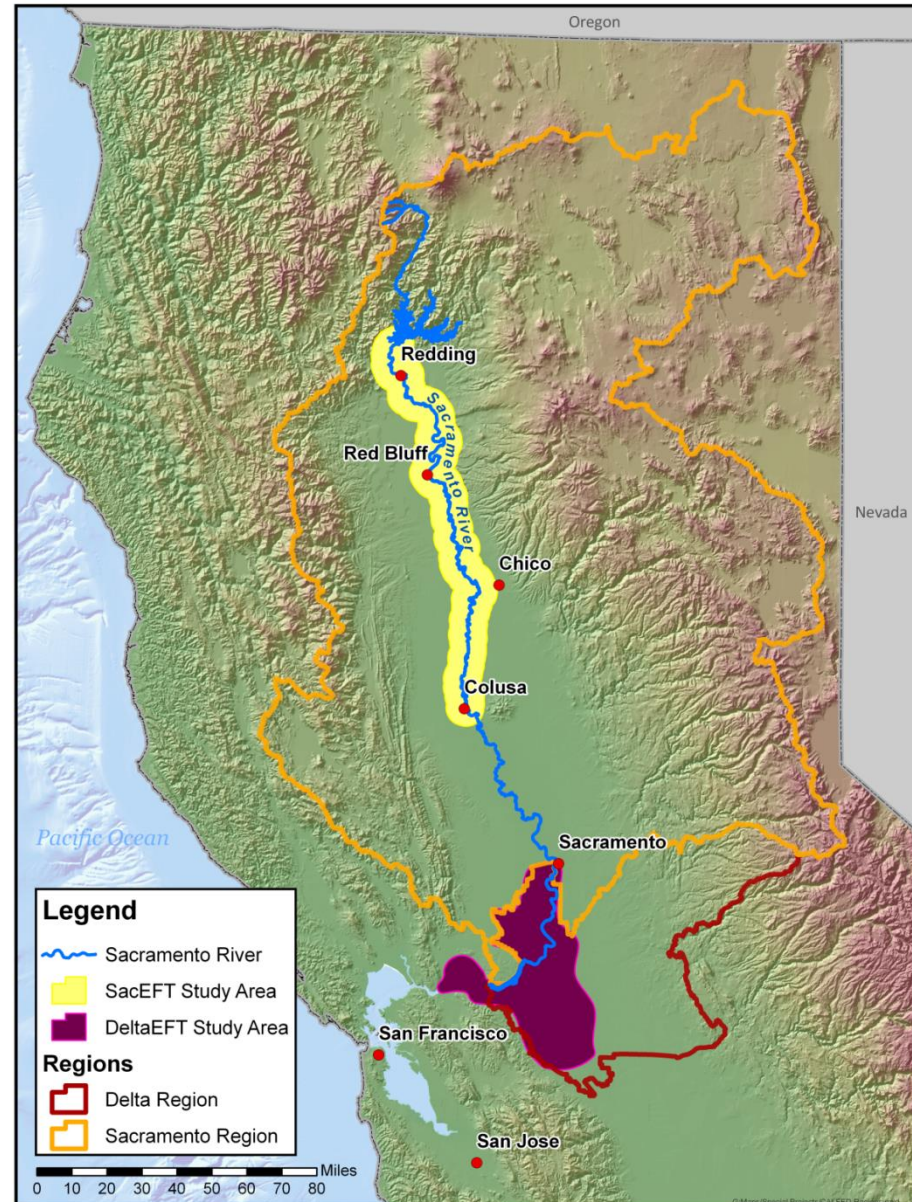 Oregon
Redding
Sacramento River
Red Bluff
Nevada
Chico
Colusa
Pacific Ocean
Sacramento
Legend
Sacramento River
SacEFT Study Area
DeltaEFT Study Area
San Francisco
Regions
Delta Region
Sacramento Region
San Jose
Miles
0 10 20 30 40 50 60 70 80